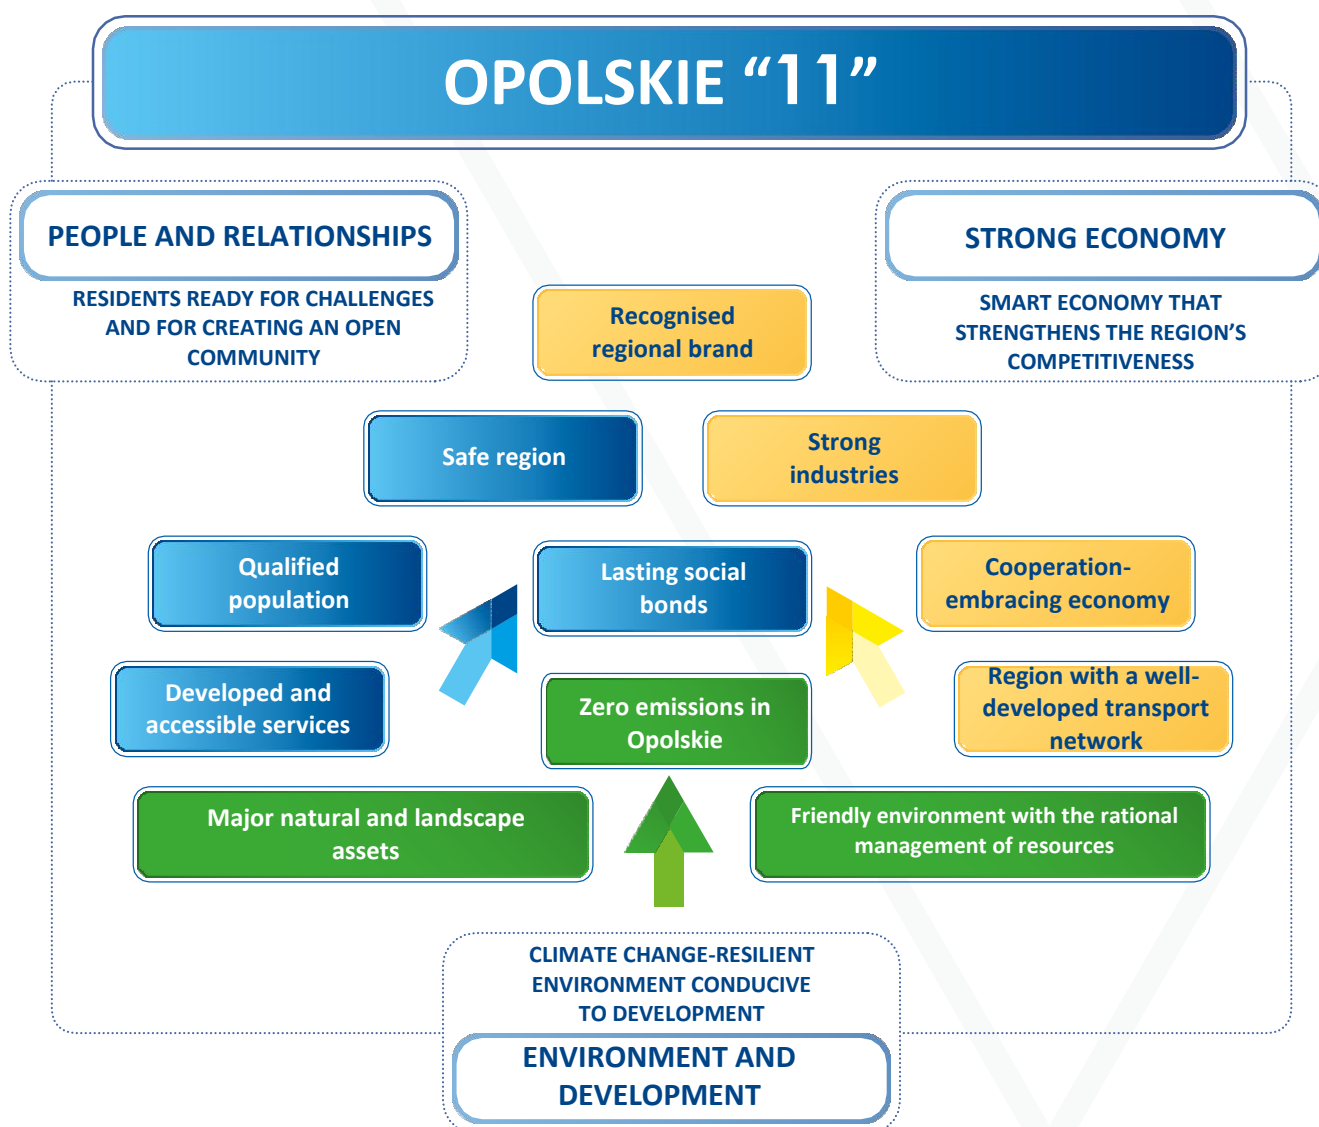 OPOLSKIE “11”
PEOPLE AND RELATIONSHIPS
RESIDENTS READY FOR CHALLENGES
AND FOR CREATING AN OPEN
COMMUNITY
STRONG ECONOMY
SMART ECONOMY THAT
STRENGTHENS THE REGION’S
COMPETITIVENESS
Recognised
regional brand
Safe region
Strong
industries
Qualified
population
Lasting social
bonds
Cooperation-
embracing economy
Developed and
accessible services
Zero emissions in
Opolskie
Region with a well-
developed transport
network
Major natural and landscape
assets
Friendly environment with the rational
management of resources
CLIMATE CHANGE-RESILIENT
ENVIRONMENT CONDUCIVE
TO DEVELOPMENT
ENVIRONMENT AND
DEVELOPMENT